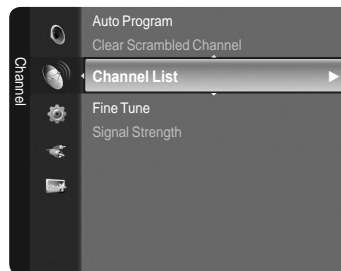 Channel
Auto Program
Clear Scrambled Channel
Channel List
Fine Tune
Signal Strength